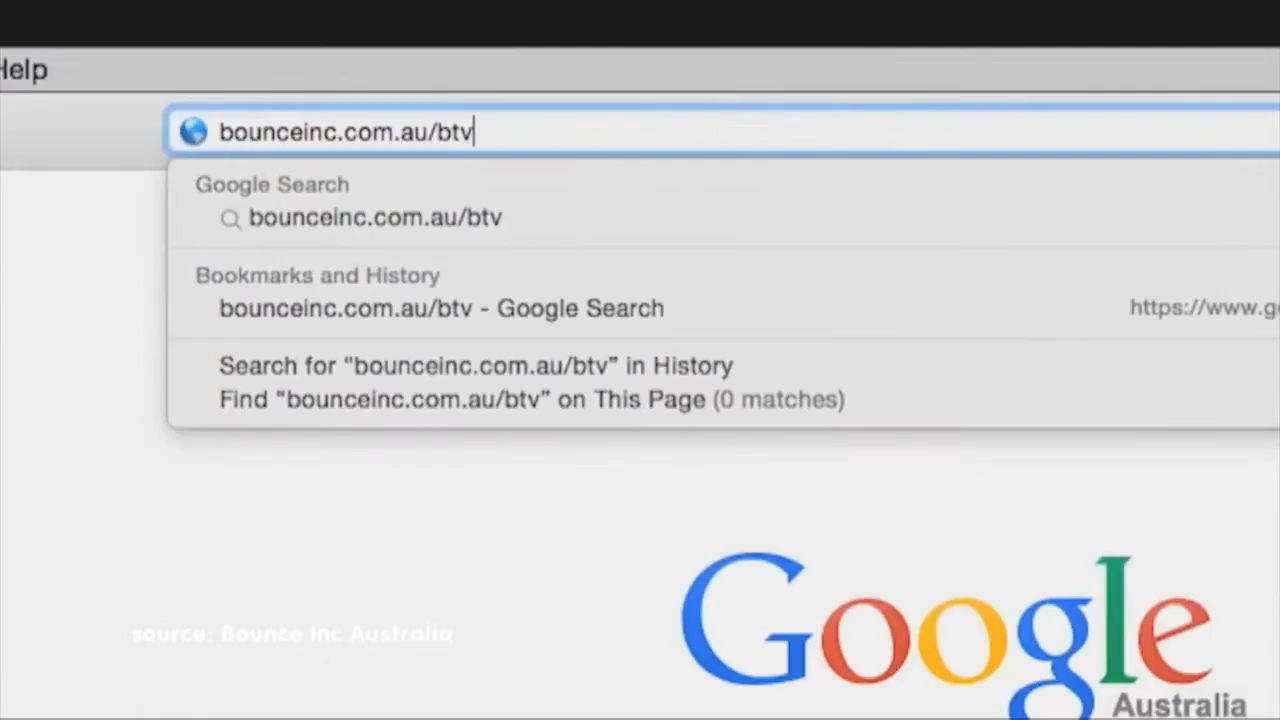 Help
bounceinc.com.au/btv
Google Search
bounceinc.com.au/btv
Bookmarks and History
bounceinc.com.au/btv - Google Search https://www.g
Search for “bounceinc.com.au/btv” in History
Find “bounceinc.com.au/btv” on This Page (0 matches)
source: Bounce Inc Australia
Google
Australia